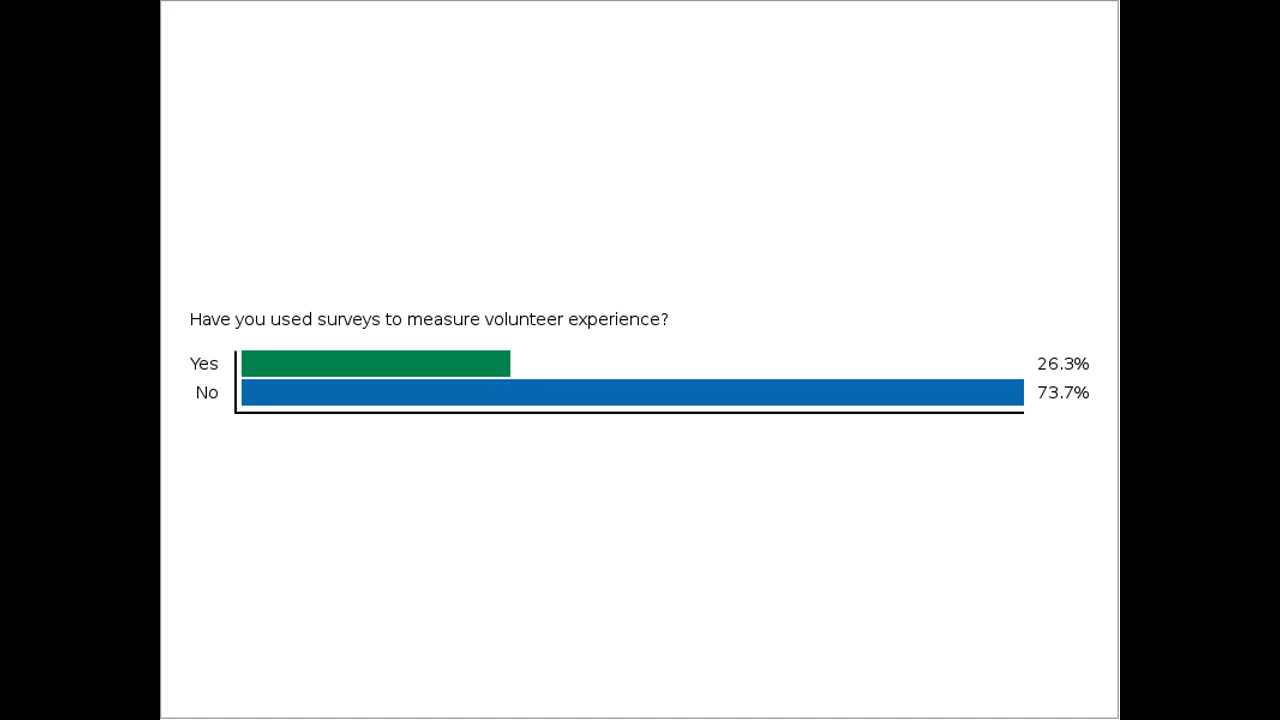 Have you used surveys to measure volunteer experience?
Yes 26.3%
No 73.7%